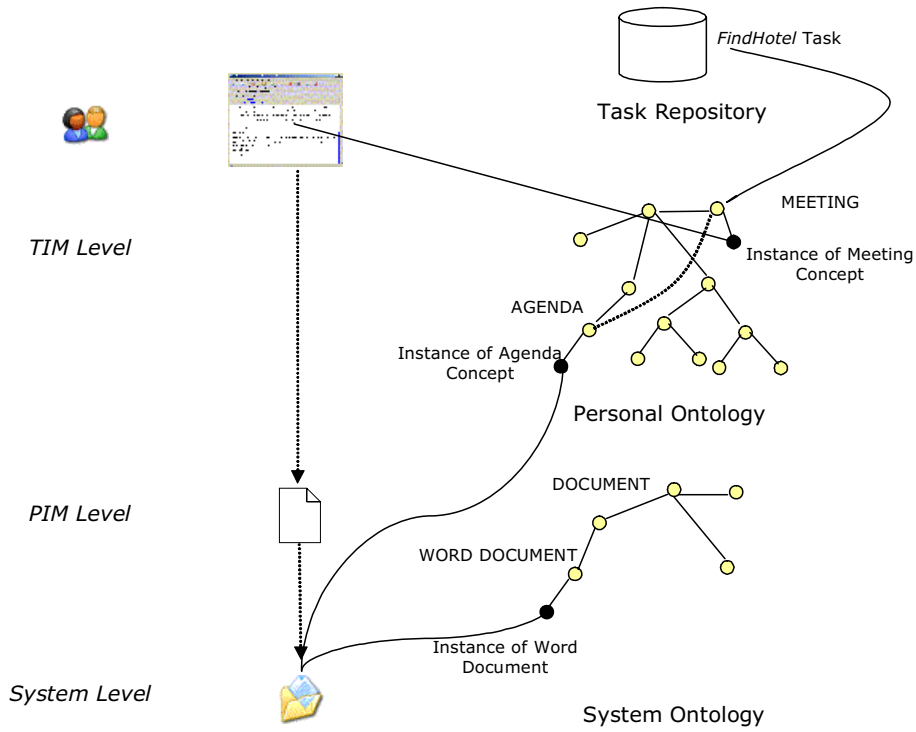 FindHotel Task
Task Repository
MEETING
TIM Level
Instance of Meeting
Concept
AGENDA
Instance of Agenda
Concept
Personal Ontology
DOCUMENT
PIM Level
WORD DOCUMENT
Instance of Word
Document
System Level
System Ontology